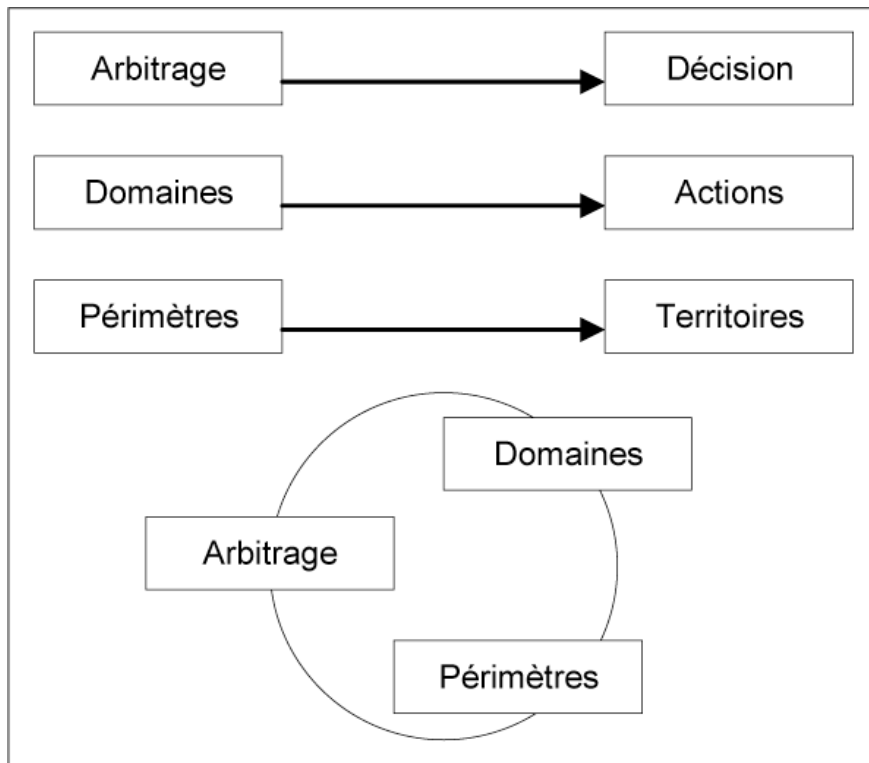 Arbitrage
Décision
Domaines
Actions
Périmètres
Territoires
Domaines
Arbitrage
Périmètres